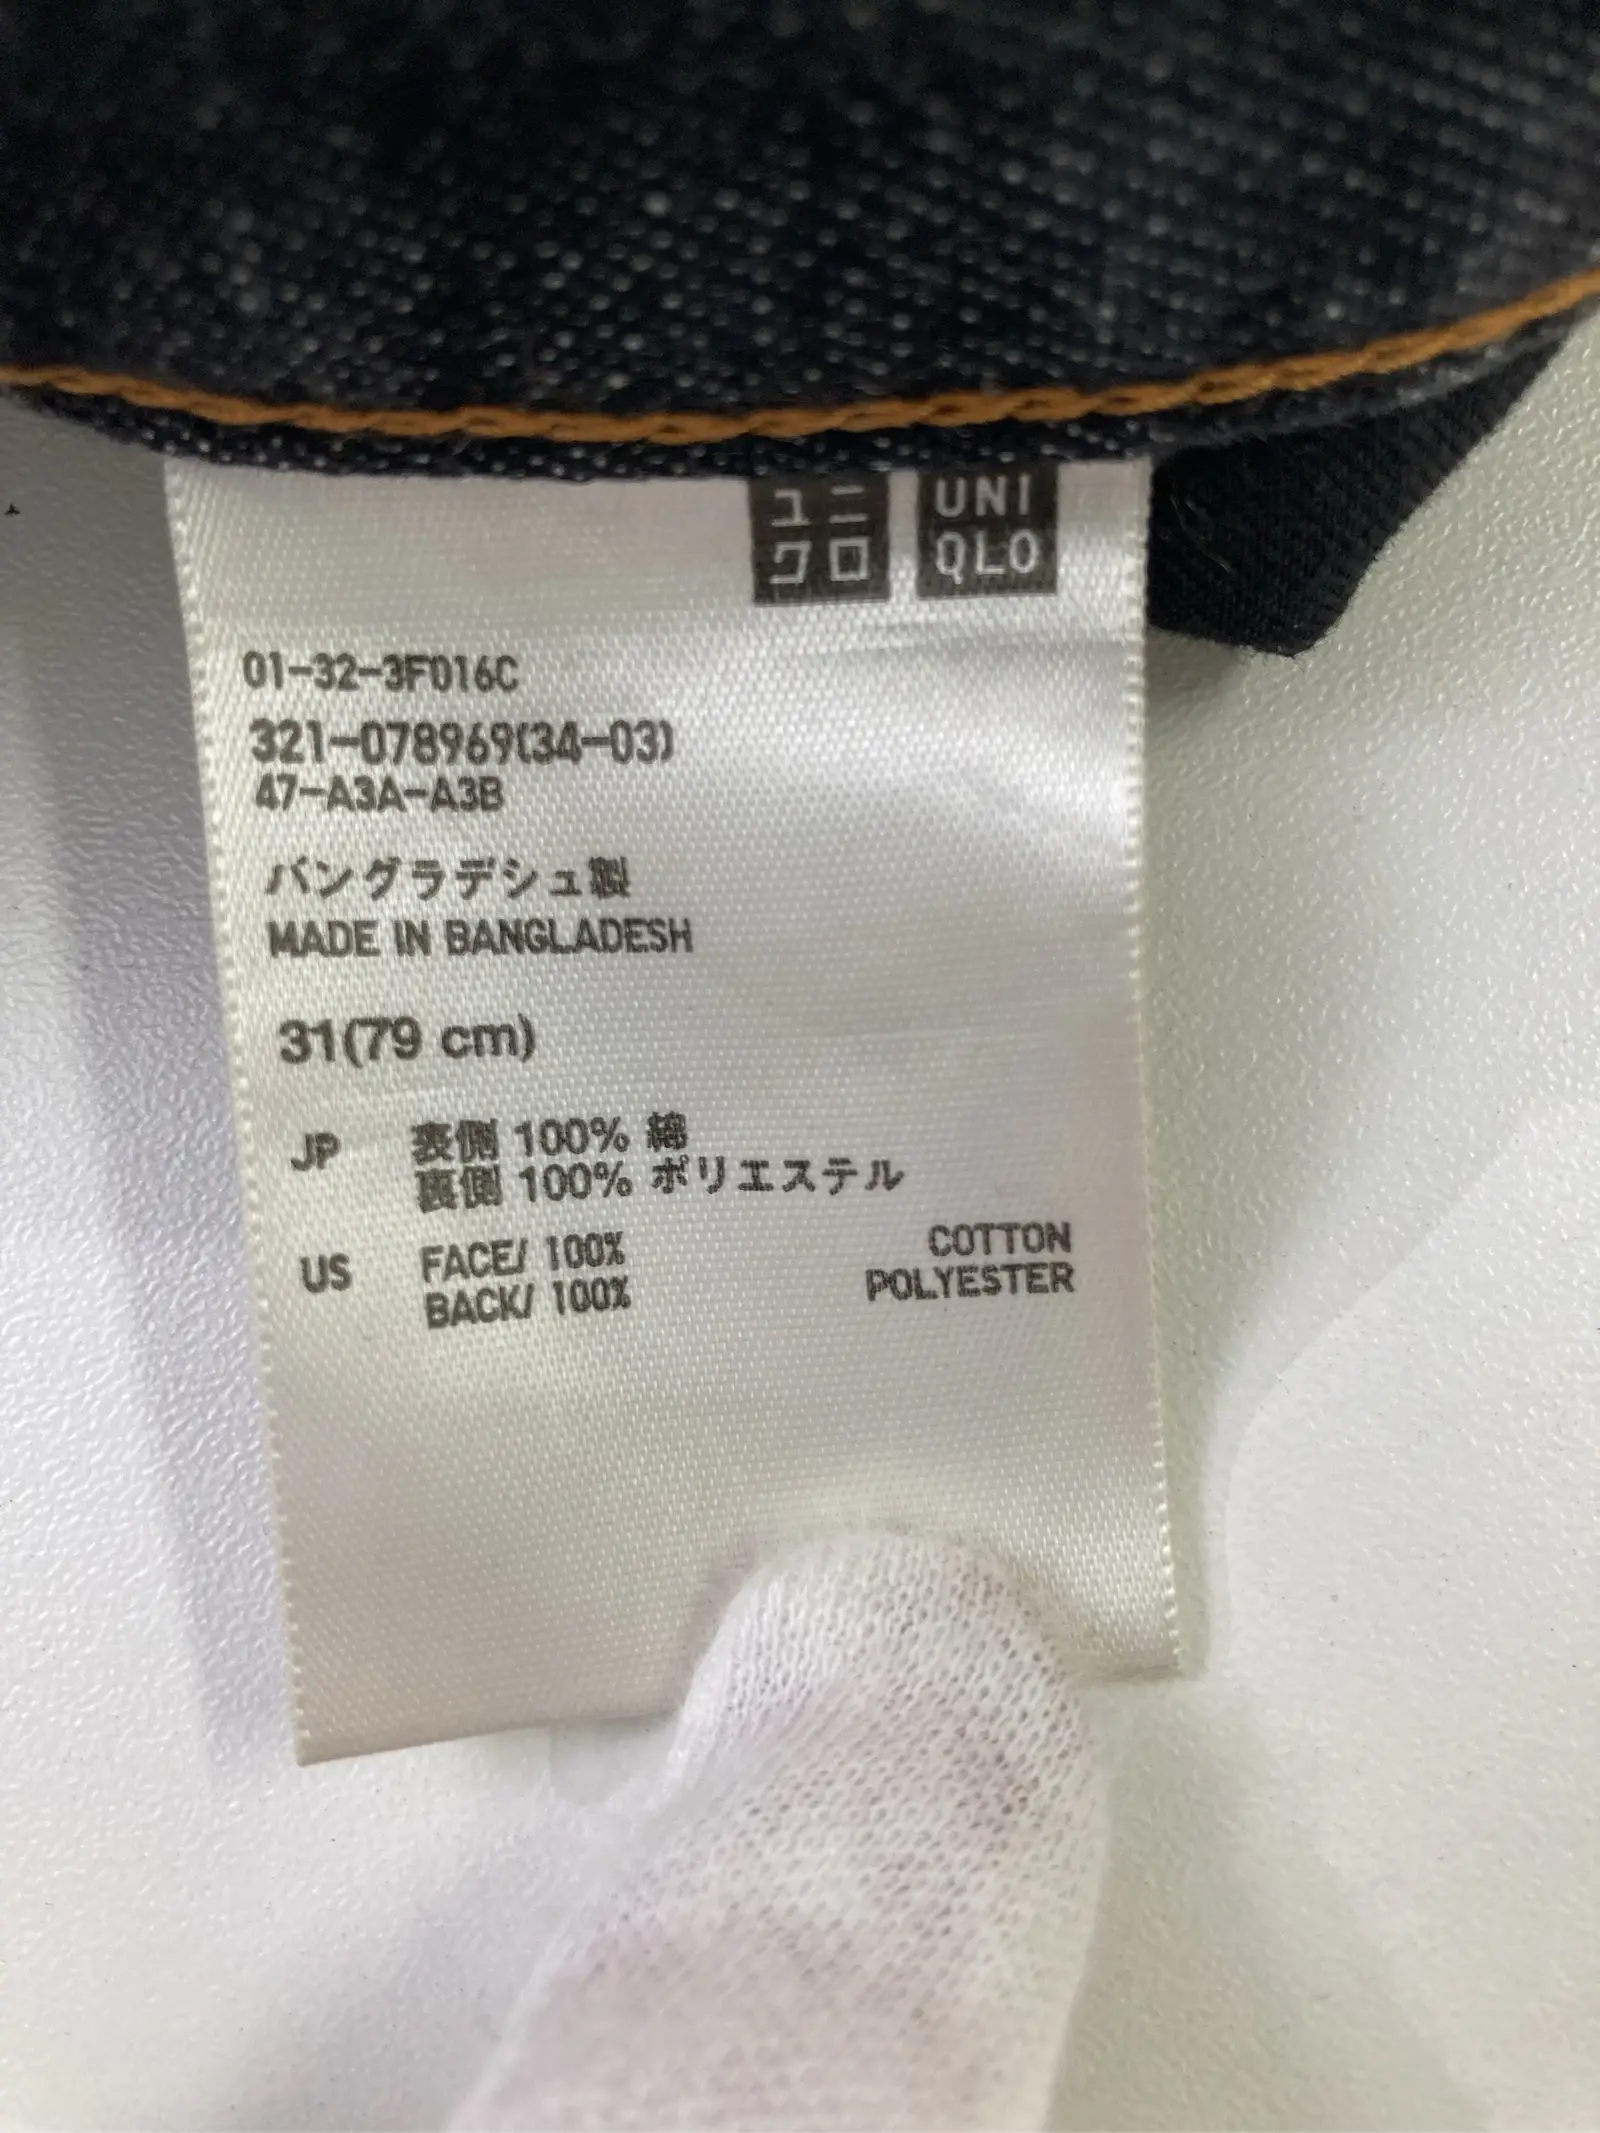 ユニ UNI
クロ QLO
01-32-3F016C
321-078969(34-03)
47-A3A-A3B
バングラデシュ製
MADE IN BANGLADESH
31(79 cm)
JP 表側 100% 綿
裏側 100% ポリエステル
US FACE/ 100% COTTON
BACK/ 100% POLYESTER